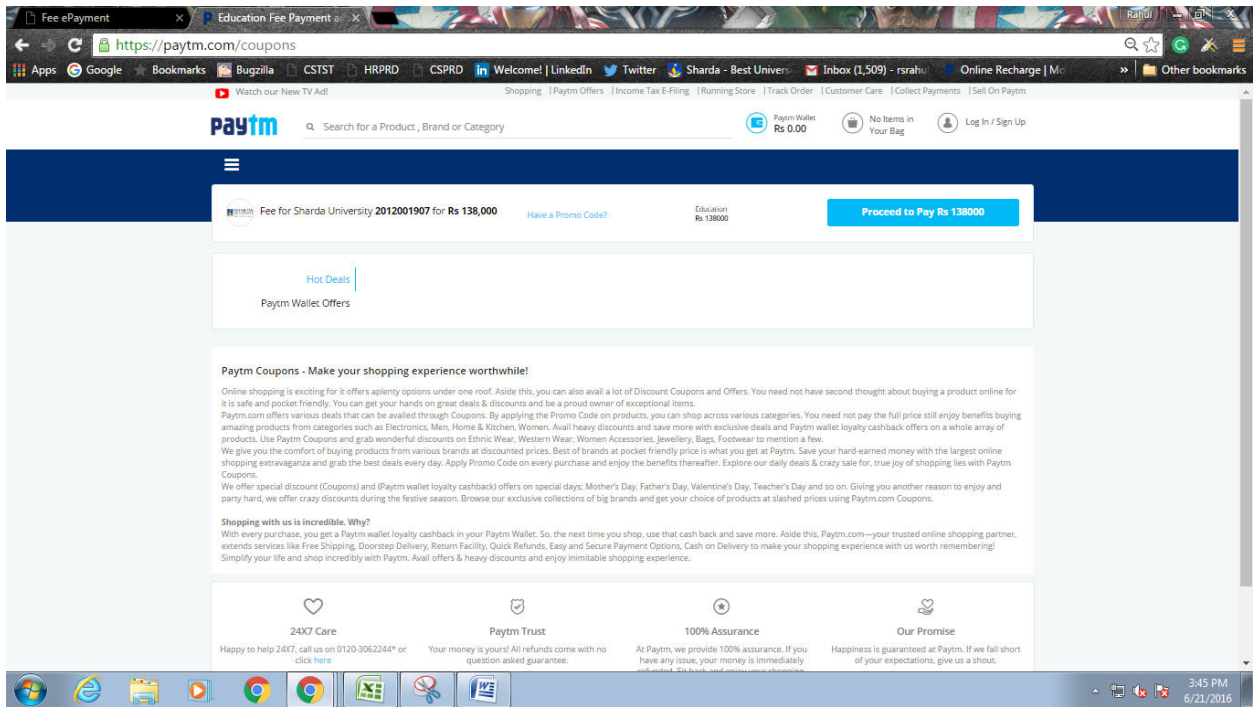 Fee ePayment
Education Fee Payment a
Rahul
https://paytm.com/coupons
Apps Google Bookmarks Bugzilla CSTST HRPRD CSPRD Welcome! | LinkedIn Twitter Sharda - Best Univers Inbox (1,509) - rsrahu Online Recharge | Mo » Other bookmarks
Watch our New TV Ad! Shopping | Paytm Offers | Income Tax E-Filing | Running Store | Track Order | Customer Care | Collect Payments | Sell On Paytm
paytm
Search for a Product , Brand or Category
Paytm Wallet
Rs 0.00
No Items in
Your Bag
Log In / Sign Up
Fee for Sharda University 2012001907 for Rs 138,000
Have a Promo Code?
Education
Rs 138000
Proceed to Pay Rs 138000
Hot Deals
Paytm Wallet Offers
Paytm Coupons - Make your shopping experience worthwhile!
Online shopping is exciting for it offers aplenty options under one roof. Aside this, you can also avail a lot of Discount Coupons and Offers. You need not have second thought about buying a product online for
it is safe and pocket friendly. You can get your hands on great deals & discounts and be a proud owner of exceptional items.
Paytm.com offers various deals that can be availed through Coupons. By applying the Promo Code on products, you can shop across various categories. You need not pay the full price still enjoy benefits buying
amazing products from categories such as Electronics, Men, Home & Kitchen, Women. Avail heavy discounts and save more with exclusive deals and Paytm wallet loyalty cashback offers on a whole array of
products. Use Paytm Coupons and grab wonderful discounts on Ethnic Wear, Western Wear, Women Accessories, Jewellery, Bags, Footwear to mention a few.
We give you the comfort of buying products from various brands at discounted prices. Best of brands at pocket friendly price is what you get at Paytm. Save your hard-earned money with the largest online
shopping extravaganza and grab the best deals every day. Apply Promo Code on every purchase and enjoy the benefits thereafter. Explore our daily deals & crazy sale for, true joy of shopping lies with Paytm
Coupons.
We offer special discount (Coupons) and (Paytm wallet loyalty cashback) offers on special days; Mother's Day, Father's Day, Valentine's Day, Teacher's Day and so on. Giving you another reason to enjoy and
party hard, we offer crazy discounts during the festive season. Browse our exclusive collections of big brands and get your choice of products at slashed prices using Paytm.com Coupons.
Shopping with us is incredible. Why?
With every purchase, you get a Paytm wallet loyalty cashback in your Paytm Wallet. So, the next time you shop, use that cash back and save more. Aside this, Paytm.com—your trusted online shopping partner,
extends services like Free Shipping, Doorstep Delivery, Return Facility, Quick Refunds, Easy and Secure Payment Options, Cash on Delivery to make your shopping experience with us worth remembering!
Simplify your life and shop incredibly with Paytm. Avail offers & heavy discounts and enjoy inimitable shopping experience.
24X7 Care
Happy to help 24X7, call us on 0120-3062244* or
click here
Paytm Trust
Your money is yours! All refunds come with no
question asked guarantee.
100% Assurance
At Paytm, we provide 100% assurance. If you
have any issue, your money is immediately
refunded. Sit back and enjoy your shopping
Our Promise
Happiness is guaranteed at Paytm. If we fall short
of your expectations, give us a shout.
3:45 PM
6/21/2016